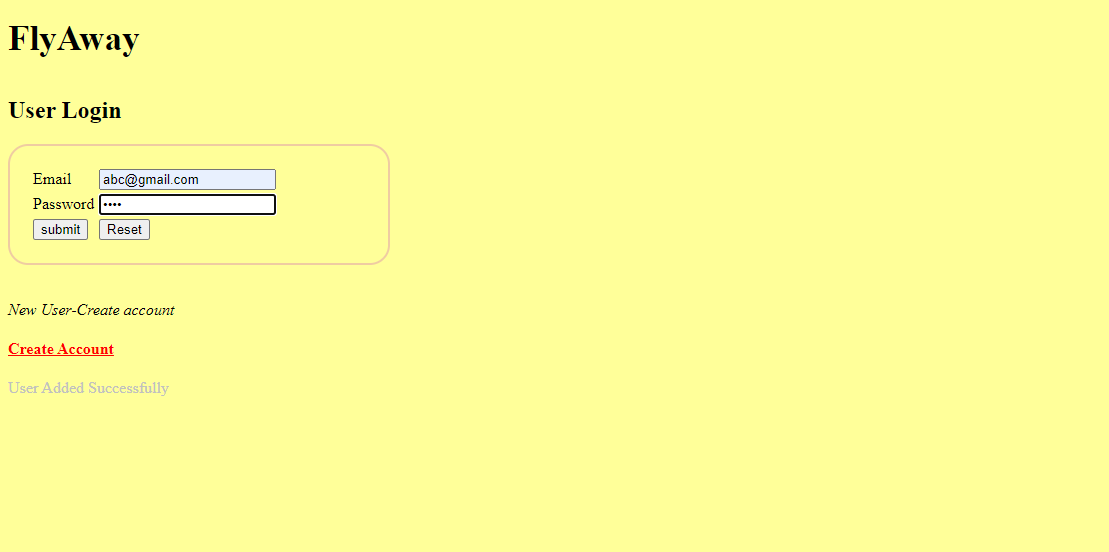 FlyAway
User Login
Email abc@gmail.com
Password ••••
submit Reset
New User-Create account
Create Account
User Added Successfully